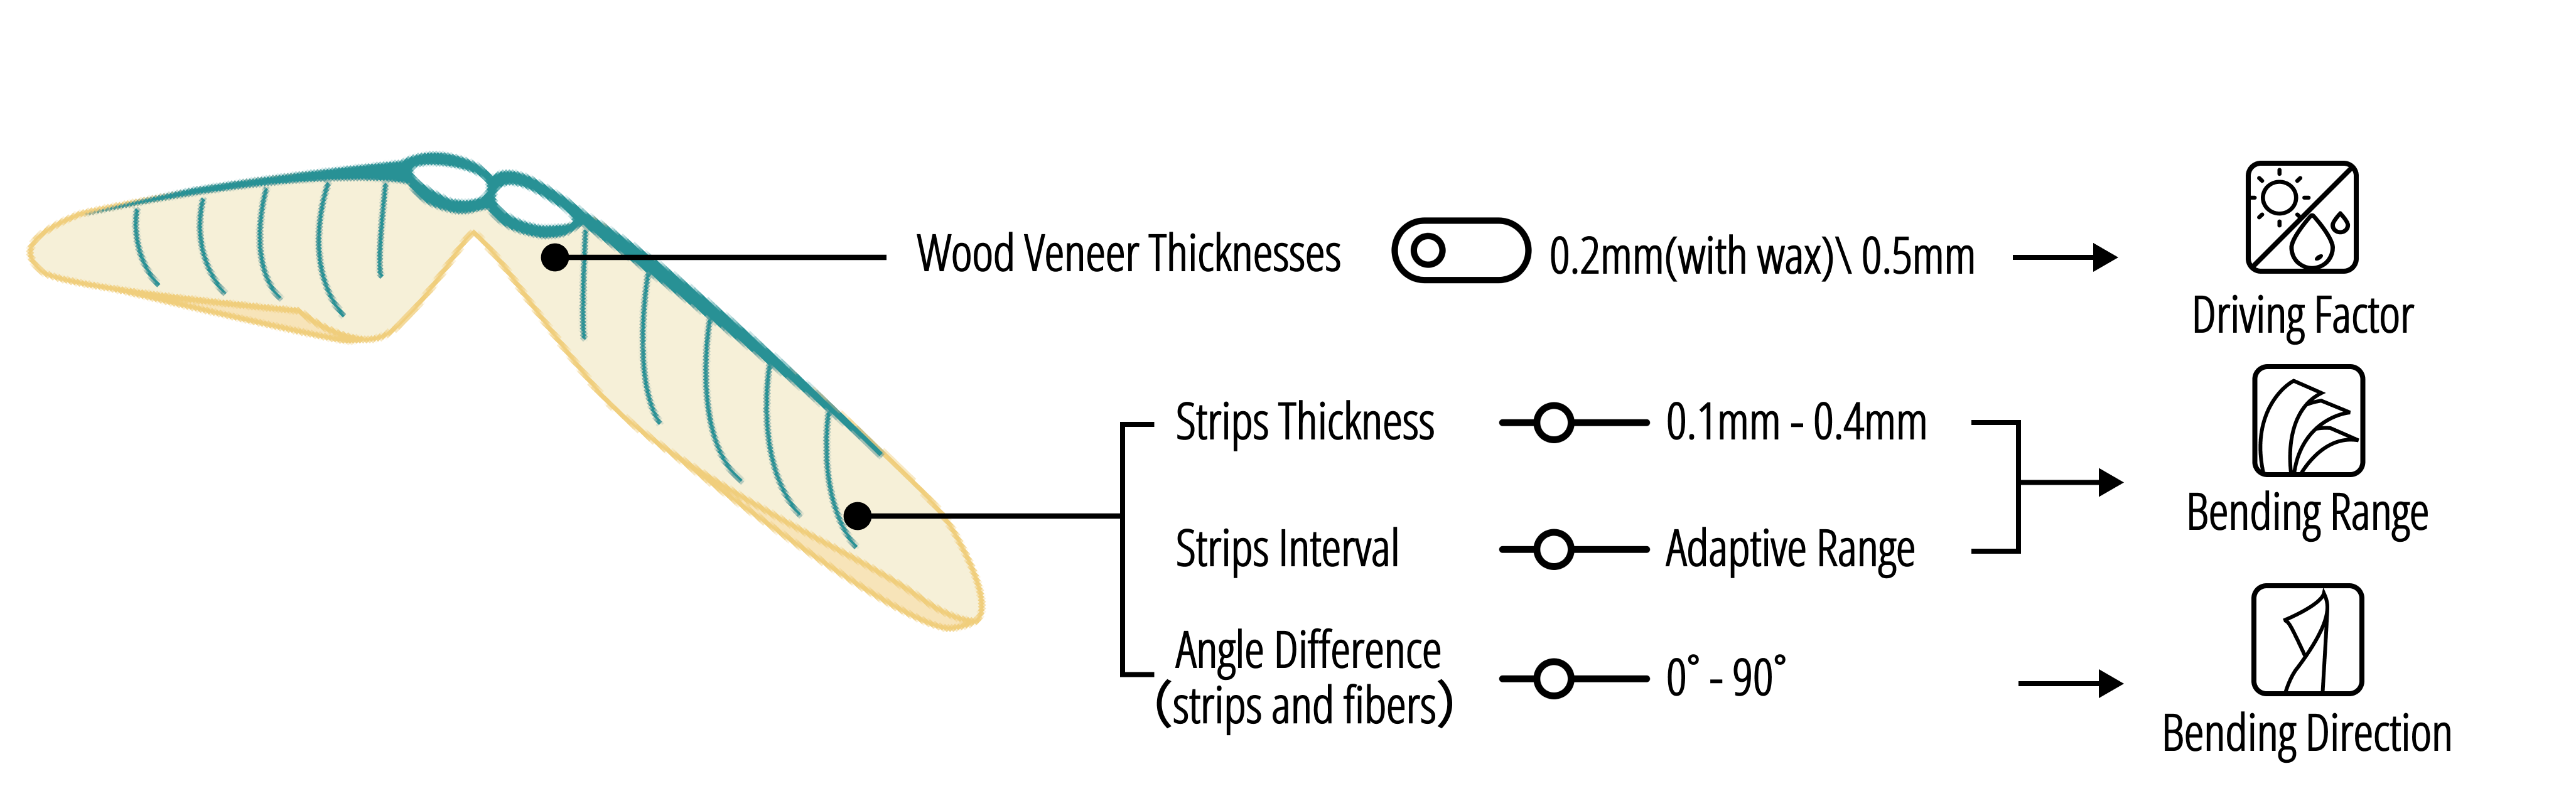 Wood Veneer Thicknesses
0.2mm(with wax)\ 0.5mm
Driving Factor
Strips Thickness
0.1mm - 0.4mm
Strips Interval
Adaptive Range
Bending Range
Angle Difference
(strips and fibers)
0° - 90°
Bending Direction